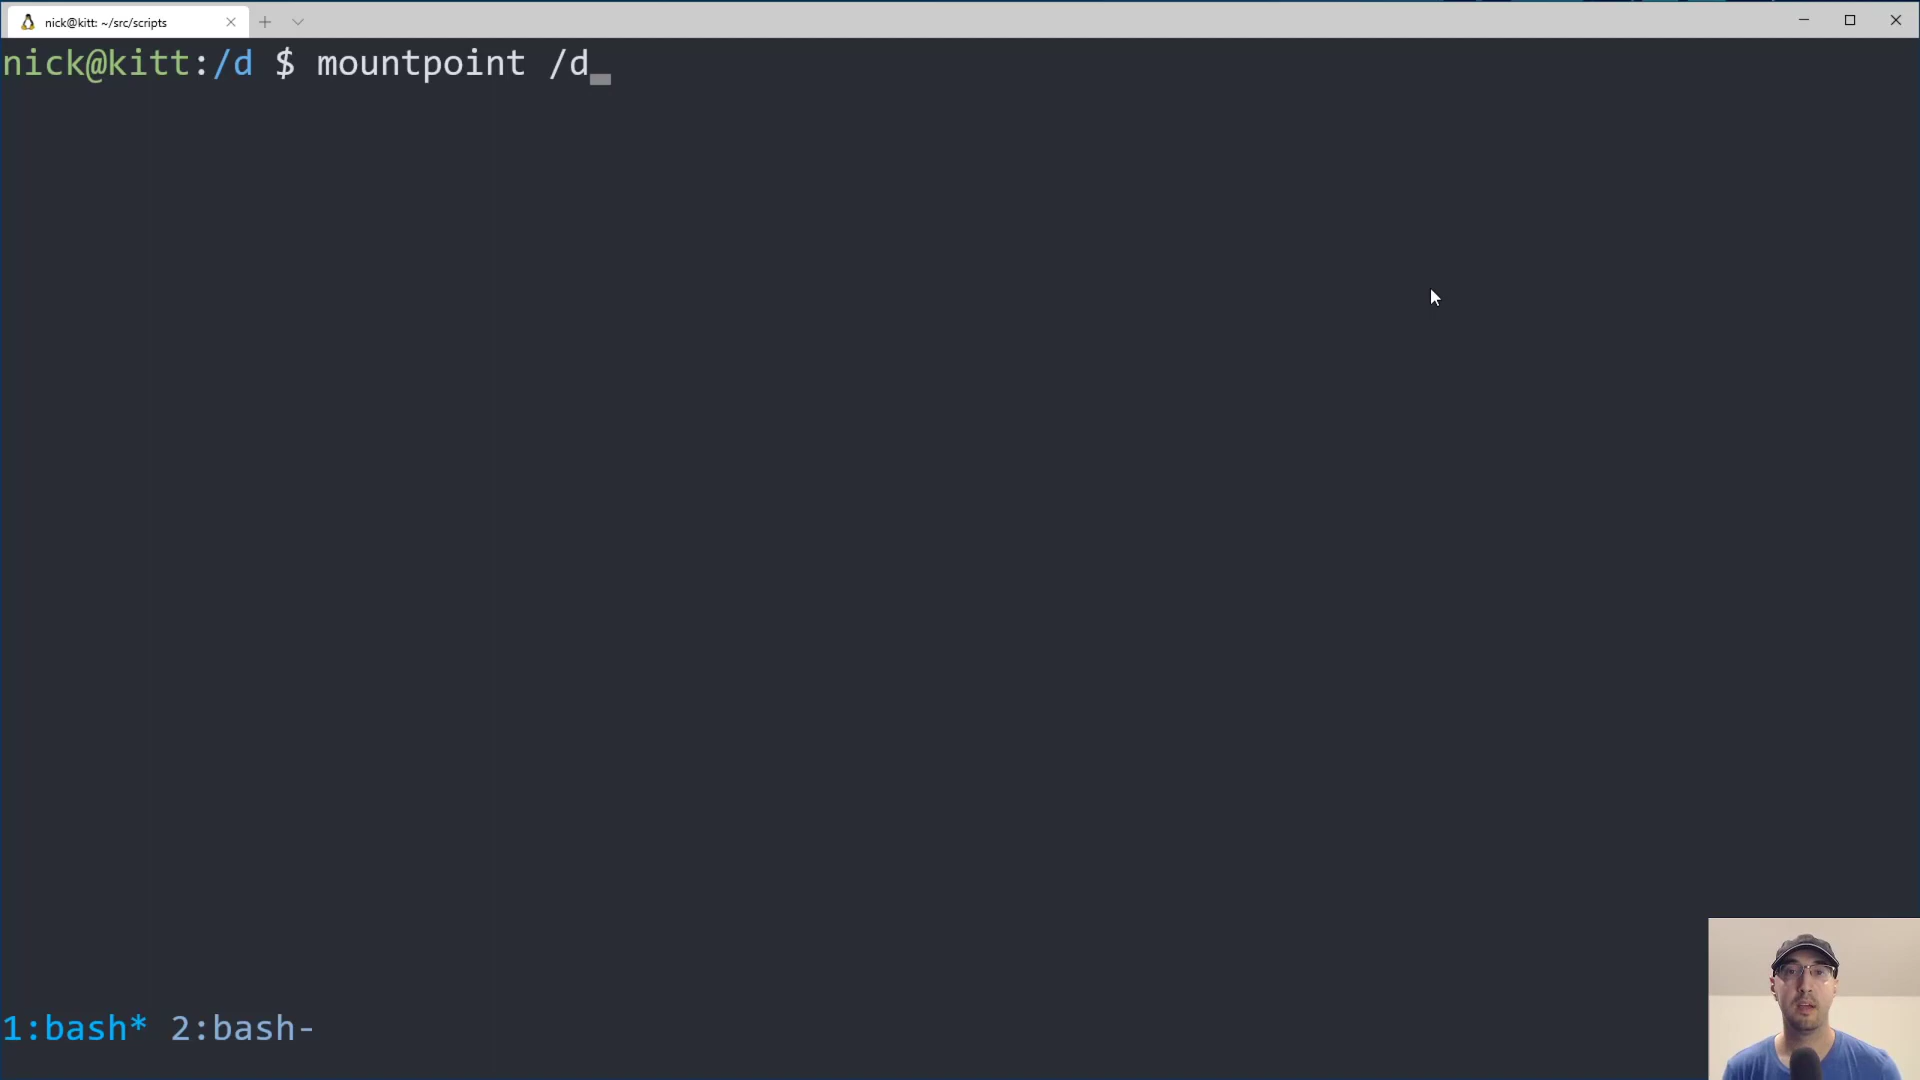 nick@kitt: ~/src/scripts
nick@kitt:/d $ mountpoint /d
1:bash* 2:bash-